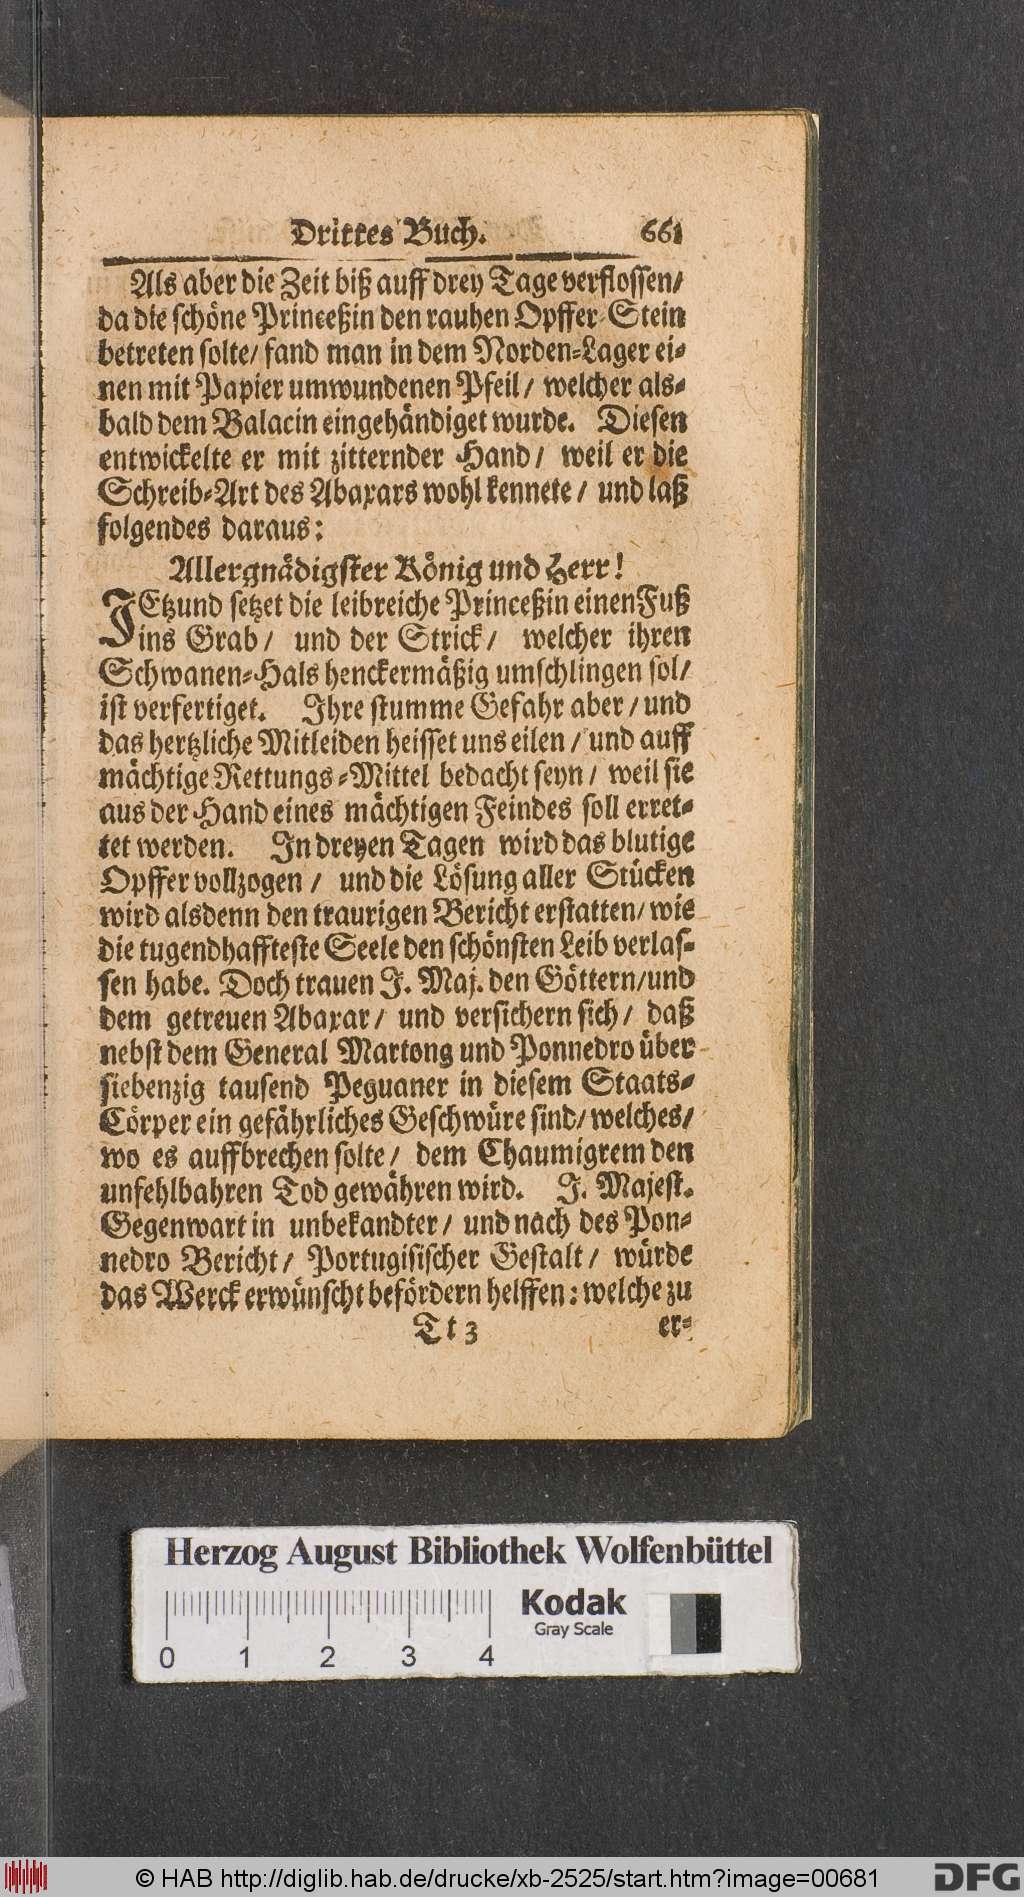 Drittes Buch. 661
Als aber die Zeit biß auff drey Tage verflossen/
da die schöne Princeßin den rauhen Opffer-Stein
betreten solte/ fand man in dem Norden-Lager ei-
nen mit Papier umwundenen Pfeil/ welcher als-
bald dem Balacin eingehändiget wurde. Diesen
entwickelte er mit zitternder Hand/ weil er die
Schreib-Art des Abaxars wohl kennete/ und laß
folgendes daraus:
Allergnädigster König und Herr!
JEtzund setzet die leibreiche Princeßin einen Fuß
ins Grab/ und der Strick/ welcher ihren
Schwanen-Hals henckermäßig umschlingen sol/
ist verfertiget. Ihre stumme Gefahr aber/ und
das hertzliche Mitleiden heisset uns eilen/ und auff
mächtige Rettungs-Mittel bedacht seyn/ weil sie
aus der Hand eines mächtigen Feindes soll erret-
tet werden. In dreyen Tagen wird das blutige
Opffer vollzogen/ und die Lösung aller Stücken
wird alsdenn den traurigen Bericht erstatten/ wie
die tugendhaffteste Seele den schönsten Leib verlas-
sen habe. Doch trauen J. Maj. den Göttern/ und
dem getreuen Abaxar/ und versichern sich/ daß
nebst dem General Martong und Ponnedro über
siebenzig tausend Peguaner in diesem Staats-
Cörper ein gefährliches Geschwüre sind/ welches/
wo es auffbrechen solte/ dem Chaumigrem den
unfehlbahren Tod gewähren wird. J. Majest.
Gegenwart in unbekandter/ und nach des Pon-
nedro Bericht/ Portugisischer Gestalt/ würde
das Werck erwünscht befördern helffen: welche zu
Tt 3 er-
Herzog August Bibliothek Wolfenbüttel
0 1 2 3 4
Kodak
Gray Scale
© HAB http://diglib.hab.de/drucke/xb-2525/start.htm?image=00681
DFG